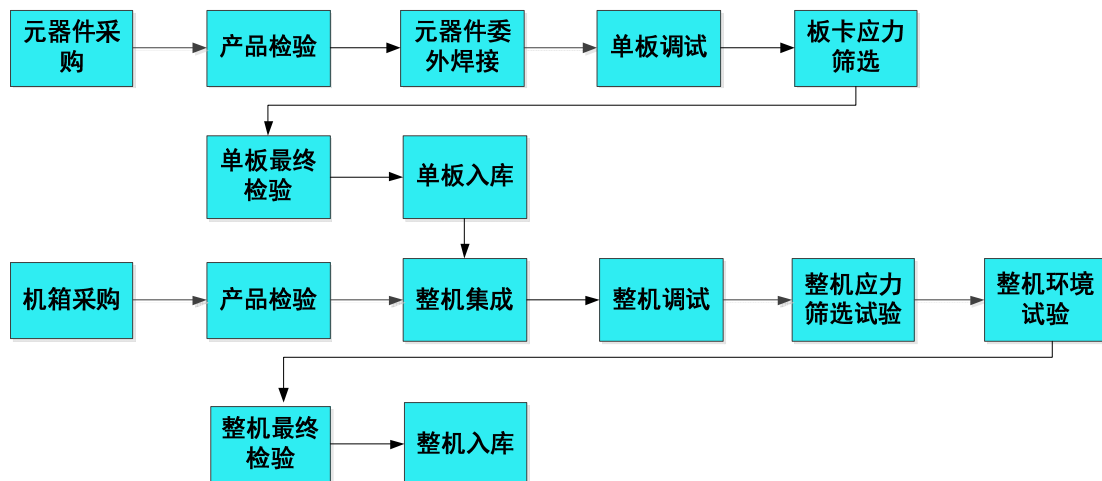 元器件采
购
产品检验
元器件委
外焊接
单板调试
板卡应力
筛选
单板最终
检验
单板入库
机箱采购
产品检验
整机集成
整机调试
整机应力
筛选试验
整机环境
试验
整机最终
检验
整机入库